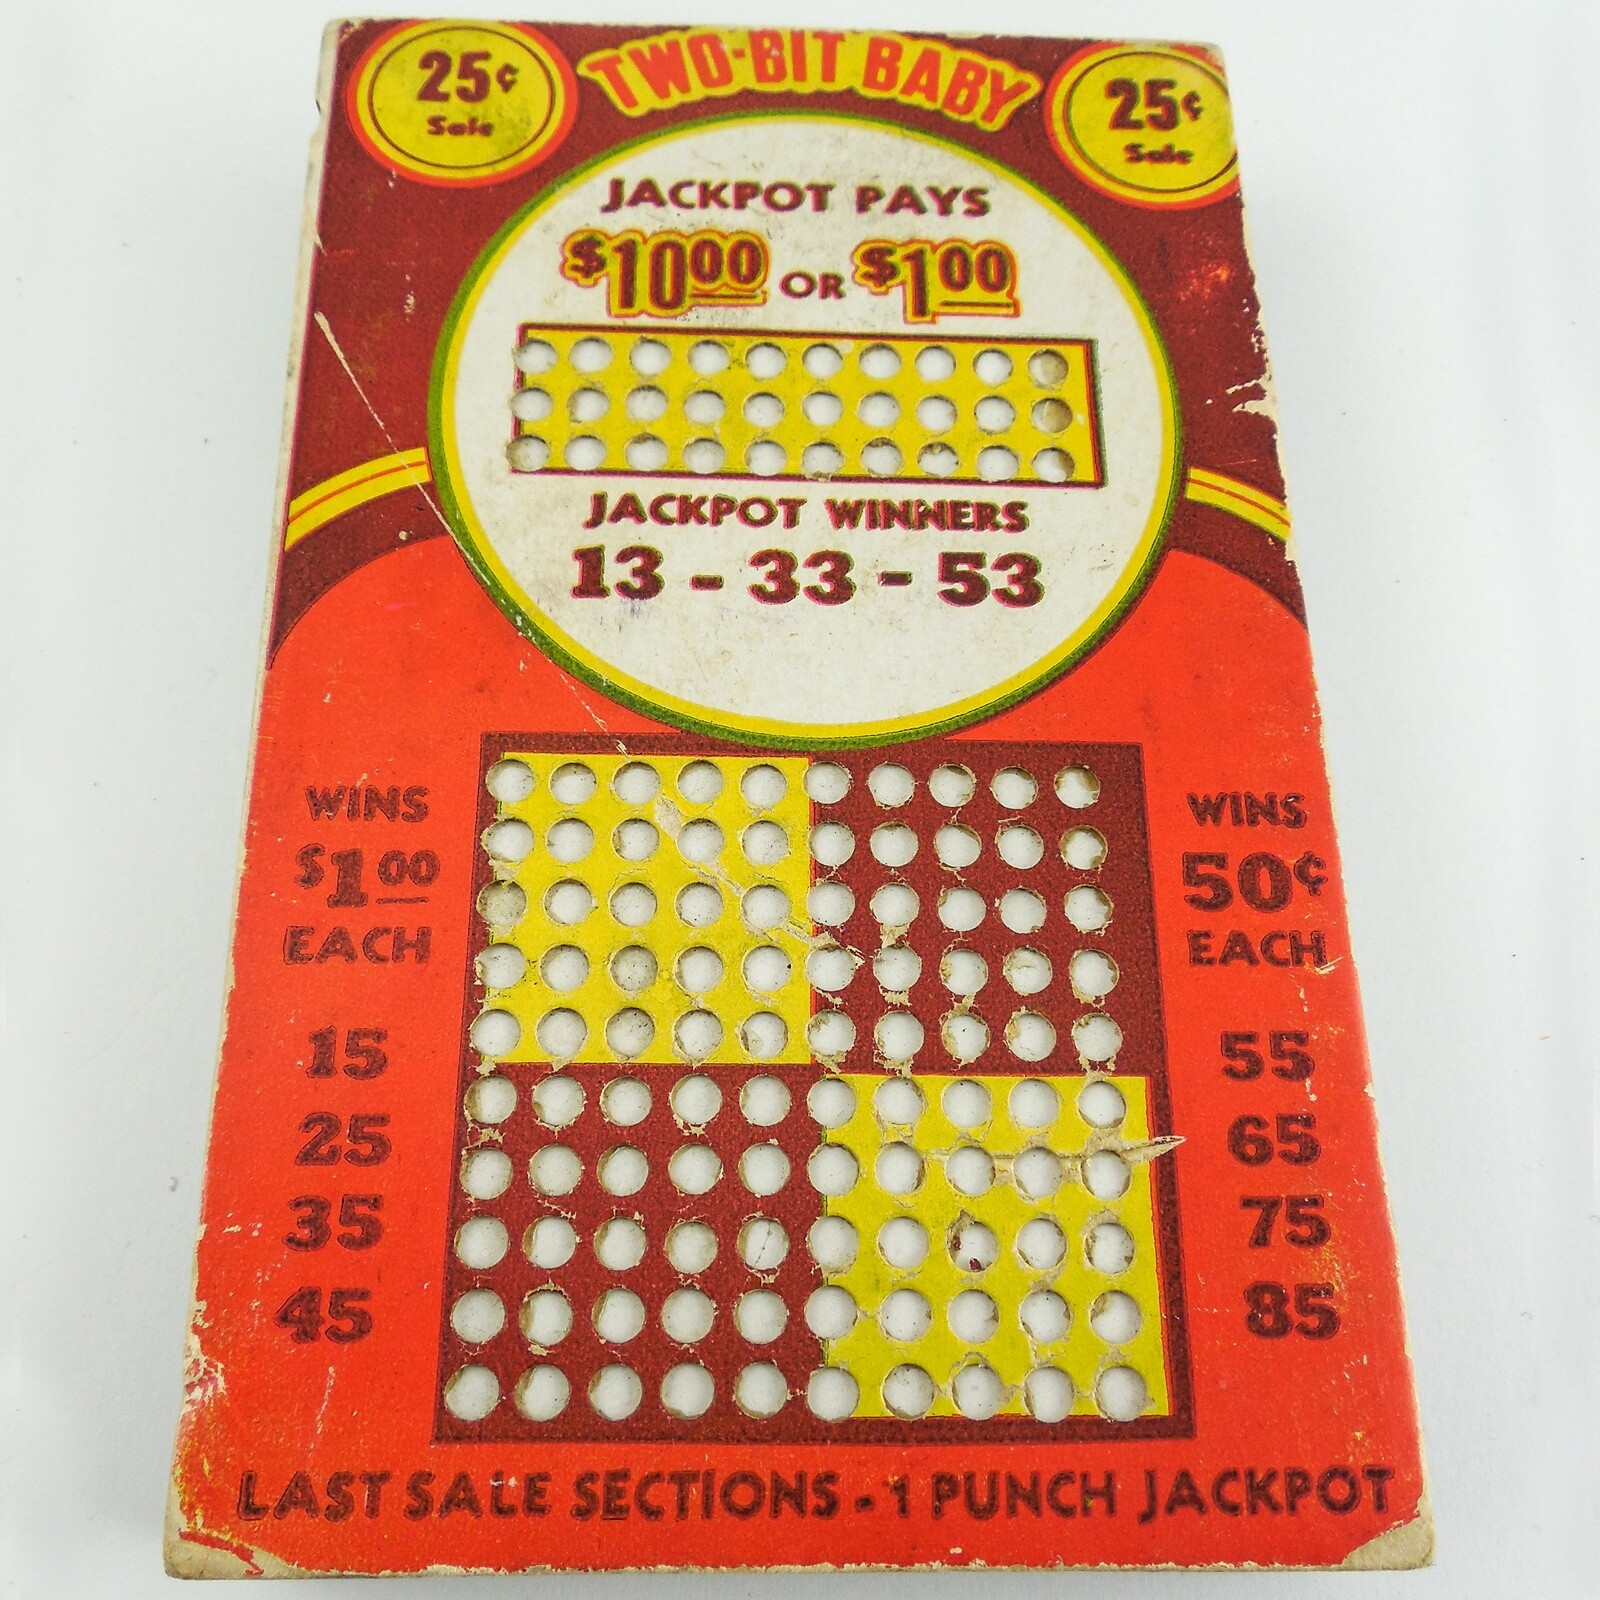 25¢
Sale
TWO-BIT BABY
25¢
Sale
JACKPOT PAYS
$10.00 OR $1.00
JACKPOT WINNERS
13 - 33 - 53
WINS
$1.00
EACH
15
25
35
45
WINS
50¢
EACH
55
65
75
85
LAST SALE SECTIONS - 1 PUNCH JACKPOT